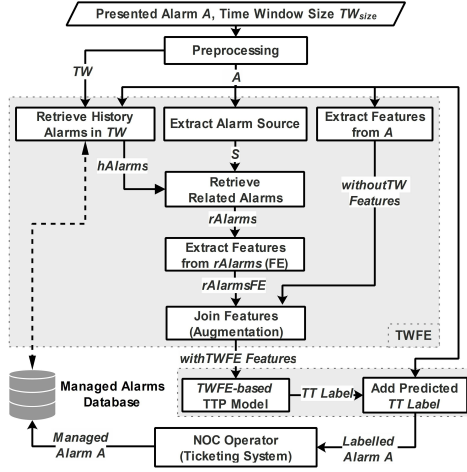 Presented Alarm A, Time Window Size TWsize
Preprocessing
TW
A
Retrieve History
Alarms in TW
Extract Alarm Source
Extract Features
from A
hAlarms
S
withoutTW
Features
Retrieve
Related Alarms
rAlarms
Extract Features
from rAlarms (FE)
rAlarmsFE
Join Features
(Augmentation)
TWFE
withTWFE Features
Managed Alarms
Database
TWFE-based
TTP Model
TT Label
Add Predicted
TT Label
Managed
Alarm A
NOC Operator
(Ticketing System)
Labelled
Alarm A